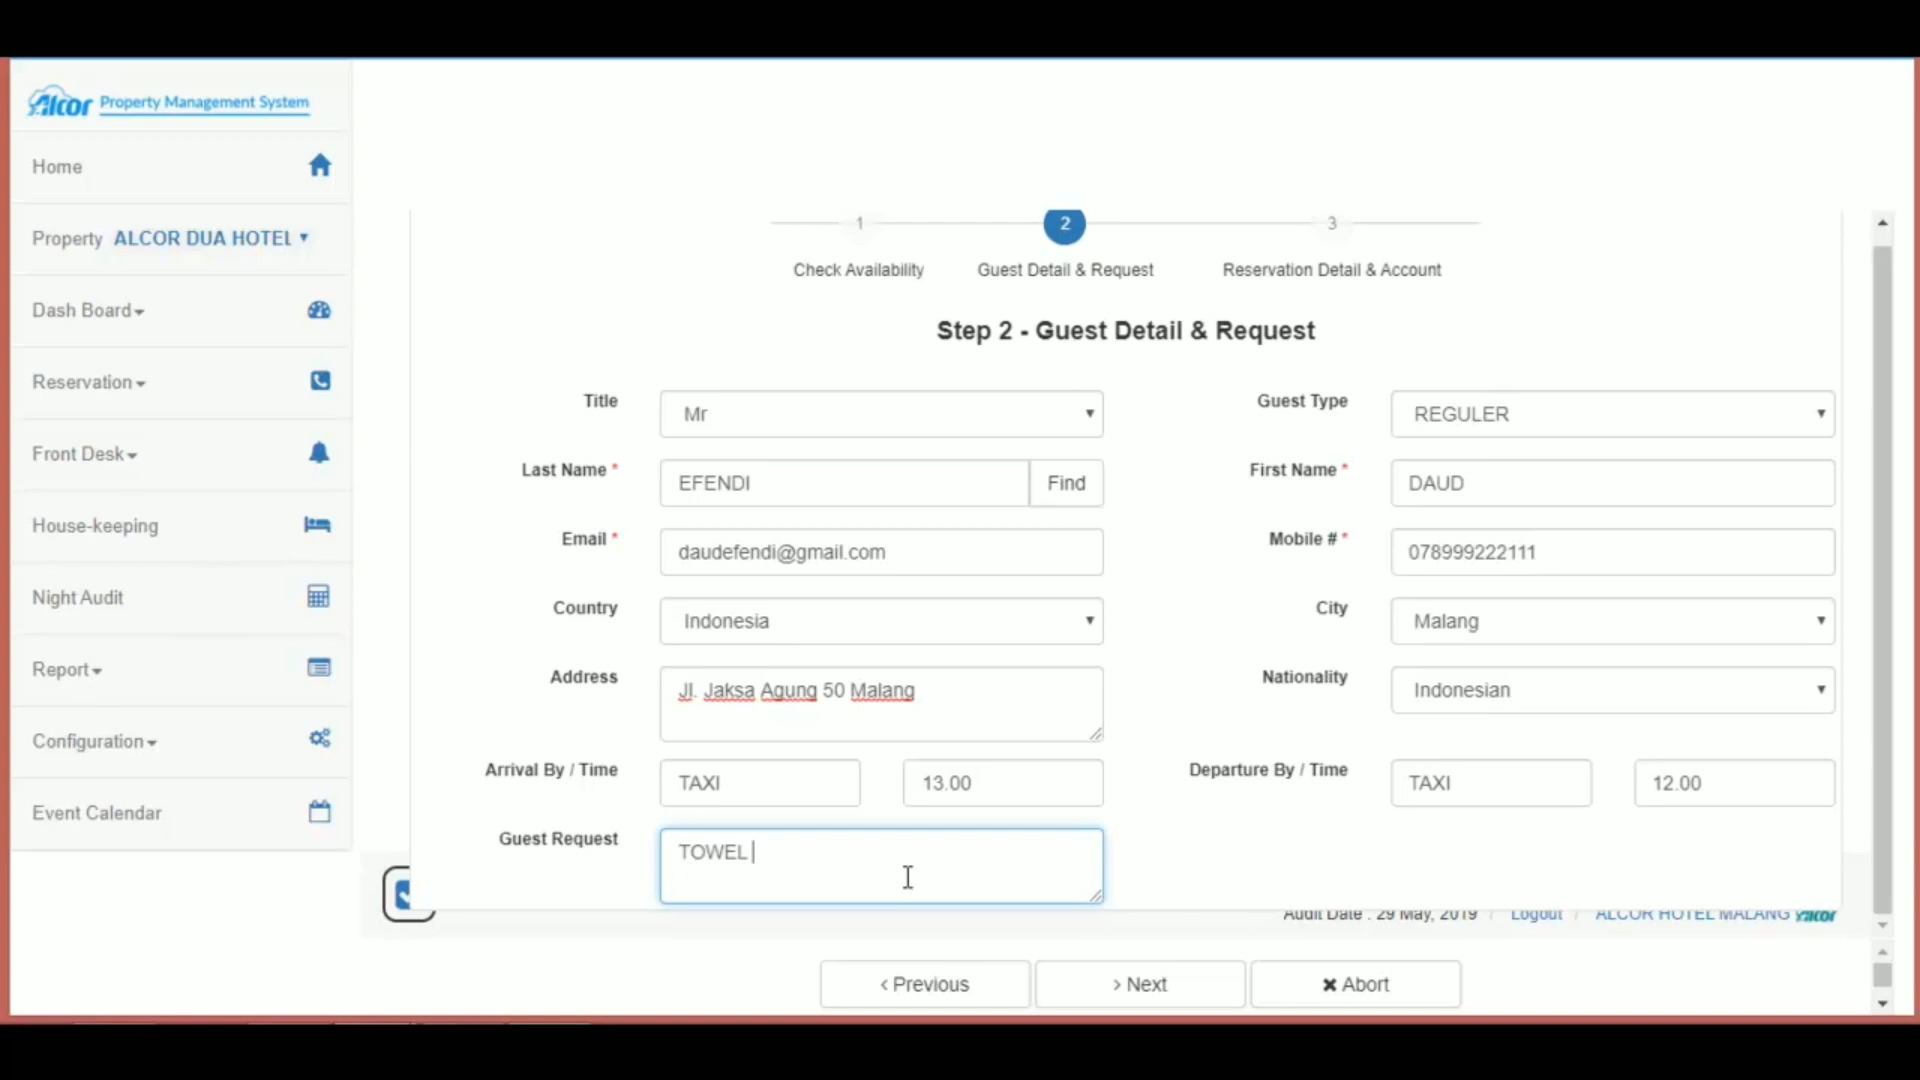 Alcor Property Management System
Home
Property ALCOR DUA HOTEL
Dash Board
Reservation
Front Desk
House-keeping
Night Audit
Report
Configuration
Event Calendar
1 2 3
Check Availability Guest Detail & Request Reservation Detail & Account
Step 2 - Guest Detail & Request
Title Mr Guest Type REGULER
Last Name * EFENDI Find First Name * DAUD
Email * daudefendi@gmail.com Mobile # * 078999222111
Country Indonesia City Malang
Address Jl. Jaksa Agung 50 Malang Nationality Indonesian
Arrival By / Time TAXI 13.00 Departure By / Time TAXI 12.00
Guest Request TOWEL
Audit Date : 29 May, 2019 / Logout / ALCOR HOTEL MALANG Alcor
< Previous > Next ✖ Abort